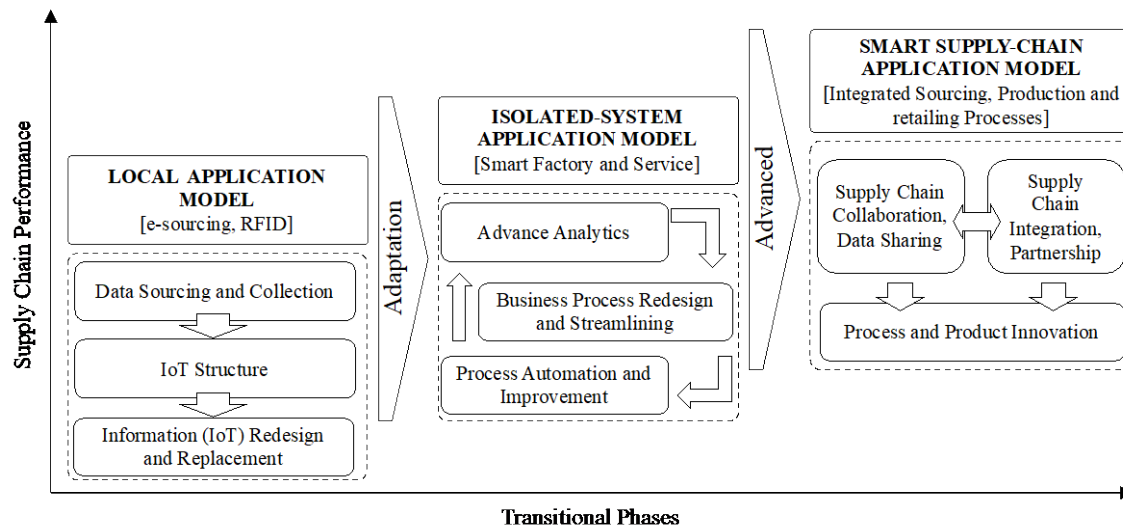 Supply Chain Performance
LOCAL APPLICATION
MODEL
[e-sourcing, RFID]
Data Sourcing and Collection
IoT Structure
Information (IoT) Redesign
and Replacement
Adaptation
ISOLATED-SYSTEM
APPLICATION MODEL
[Smart Factory and Service]
Advance Analytics
Business Process Redesign
and Streamlining
Process Automation and
Improvement
Advanced
SMART SUPPLY-CHAIN
APPLICATION MODEL
[Integrated Sourcing, Production and
retailing Processes]
Supply Chain
Collaboration,
Data Sharing
Supply
Chain
Integration,
Partnership
Process and Product Innovation
Transitional Phases